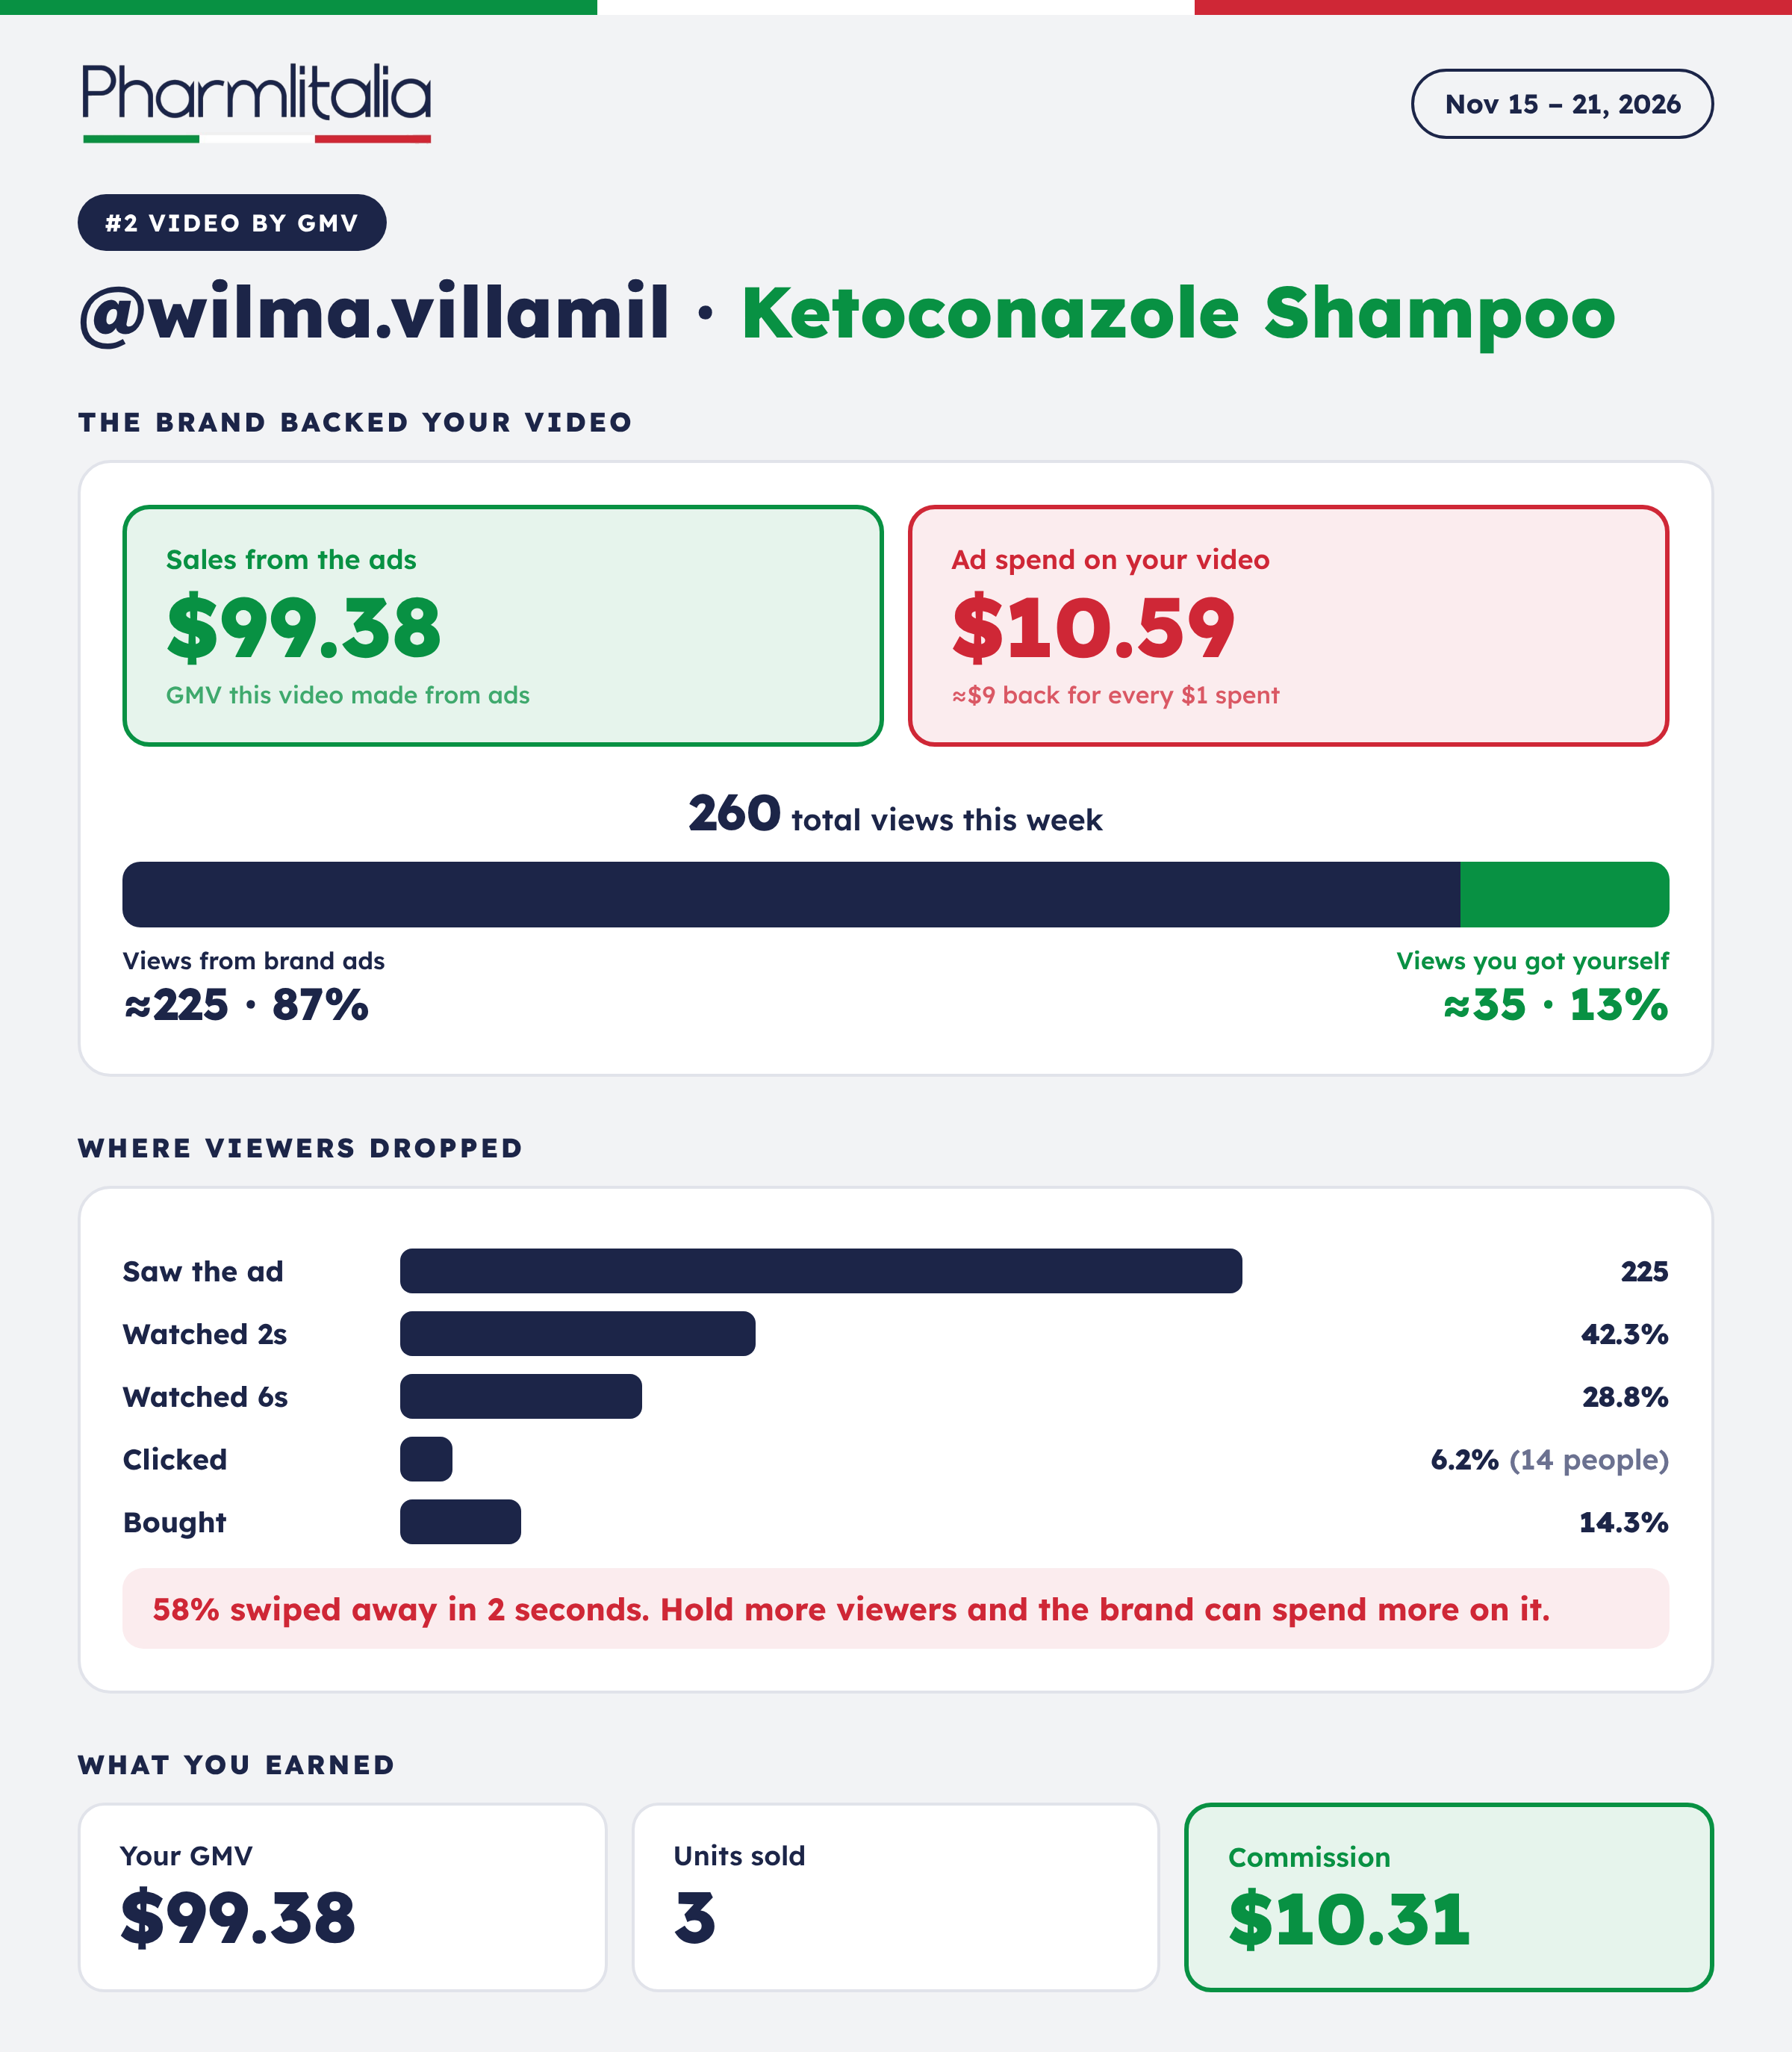 Pharmlitalia
Nov 15 – 21, 2026
#2 VIDEO BY GMV
@wilma.villamil · Ketoconazole Shampoo
THE BRAND BACKED YOUR VIDEO
Sales from the ads
$99.38
GMV this video made from ads
Ad spend on your video
$10.59
≈$9 back for every $1 spent
260 total views this week
Views from brand ads
≈225 · 87%
Views you got yourself
≈35 · 13%
WHERE VIEWERS DROPPED
Saw the ad 225
Watched 2s 42.3%
Watched 6s 28.8%
Clicked 6.2% (14 people)
Bought 14.3%
58% swiped away in 2 seconds. Hold more viewers and the brand can spend more on it.
WHAT YOU EARNED
Your GMV
$99.38
Units sold
3
Commission
$10.31